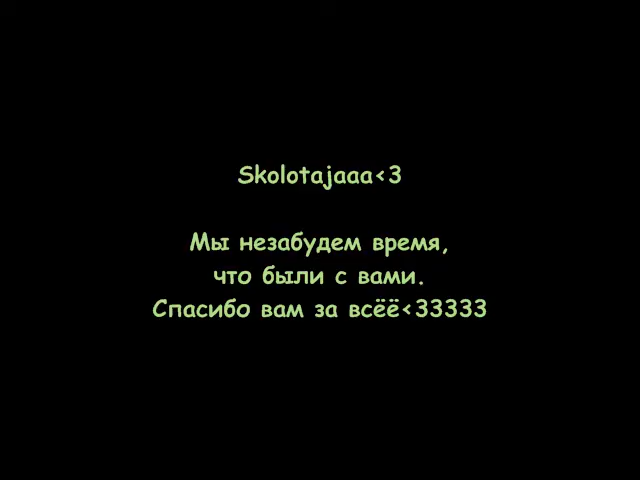 Skolotajaaa<3
Мы незабудем время,
что были с вами.
Спасибо вам за всёё<33333